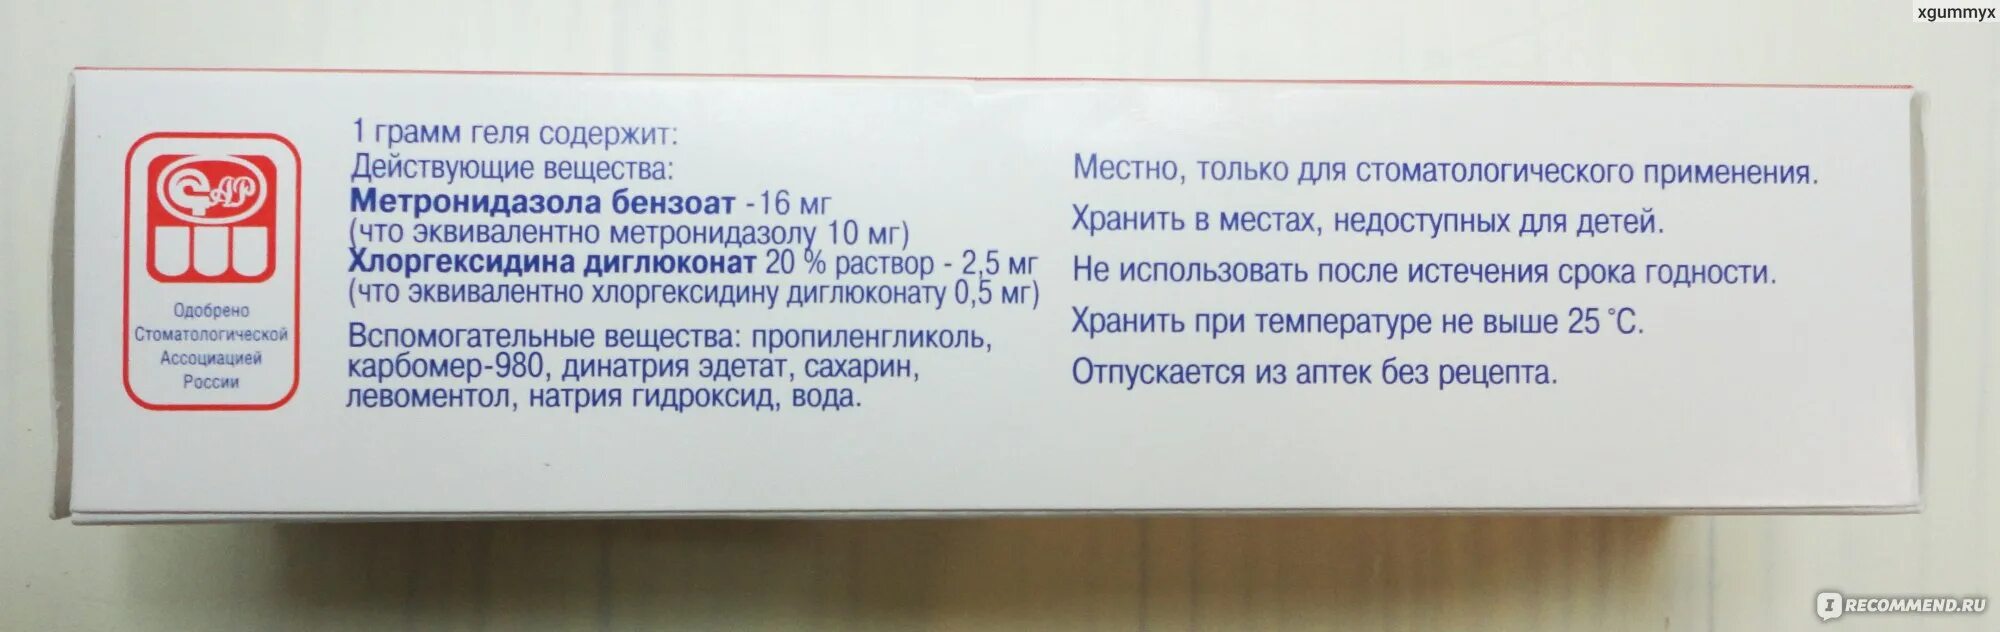 xgummyx
САР
Одобрено
Стоматологической
Ассоциацией
России
1 грамм геля содержит:
Действующие вещества:
Метронидазола бензоат - 16 мг
(что эквивалентно метронидазолу 10 мг)
Хлоргексидина диглюконат 20 % раствор - 2,5 мг
(что эквивалентно хлоргексидину диглюконату 0,5 мг)
Вспомогательные вещества: пропиленгликоль,
карбомер-980, динатрия эдетат, сахарин,
левоментол, натрия гидроксид, вода.
Местно, только для стоматологического применения.
Хранить в местах, недоступных для детей.
Не использовать после истечения срока годности.
Хранить при температуре не выше 25 °С.
Отпускается из аптек без рецепта.
I RECOMMEND.RU